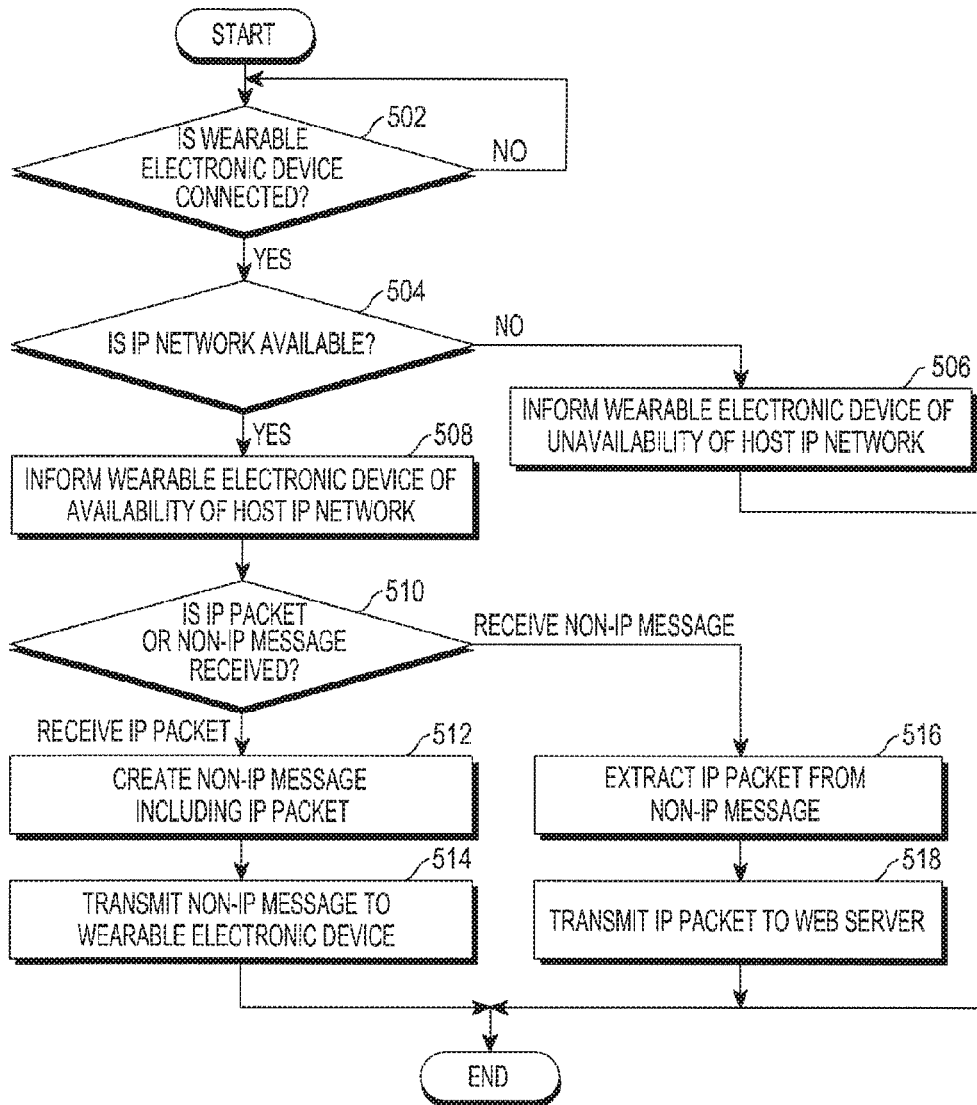 START
502
IS WEARABLE
ELECTRONIC DEVICE
CONNECTED?
NO
YES
504
IS IP NETWORK AVAILABLE?
NO
506
INFORM WEARABLE ELECTRONIC DEVICE OF
UNAVAILABILITY OF HOST IP NETWORK
YES
508
INFORM WEARABLE ELECTRONIC DEVICE OF
AVAILABILITY OF HOST IP NETWORK
510
IS IP PACKET
OR NON-IP MESSAGE
RECEIVED?
RECEIVE NON-IP MESSAGE
RECEIVE IP PACKET
512
CREATE NON-IP MESSAGE
INCLUDING IP PACKET
516
EXTRACT IP PACKET FROM
NON-IP MESSAGE
514
TRANSMIT NON-IP MESSAGE TO
WEARABLE ELECTRONIC DEVICE
518
TRANSMIT IP PACKET TO WEB SERVER
END